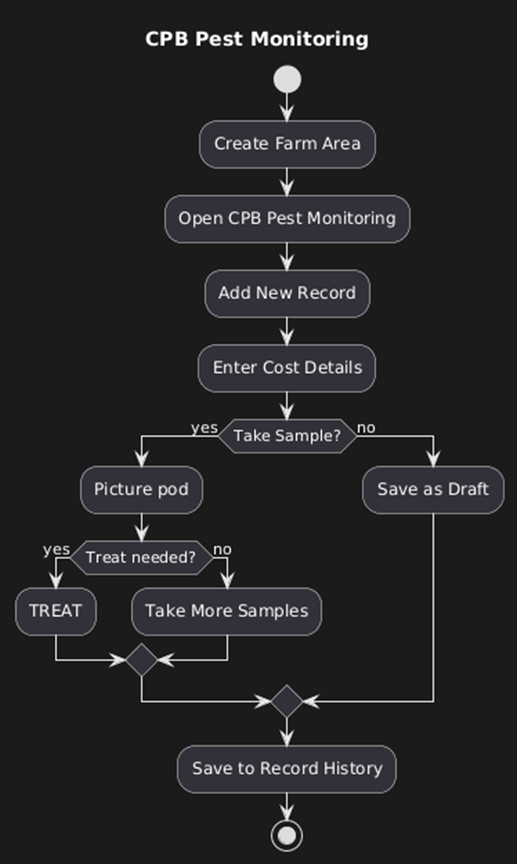 CPB Pest Monitoring
Create Farm Area
Open CPB Pest Monitoring
Add New Record
Enter Cost Details
yes
Take Sample?
no
Picture pod
Save as Draft
yes
Treat needed?
no
TREAT
Take More Samples
Save to Record History